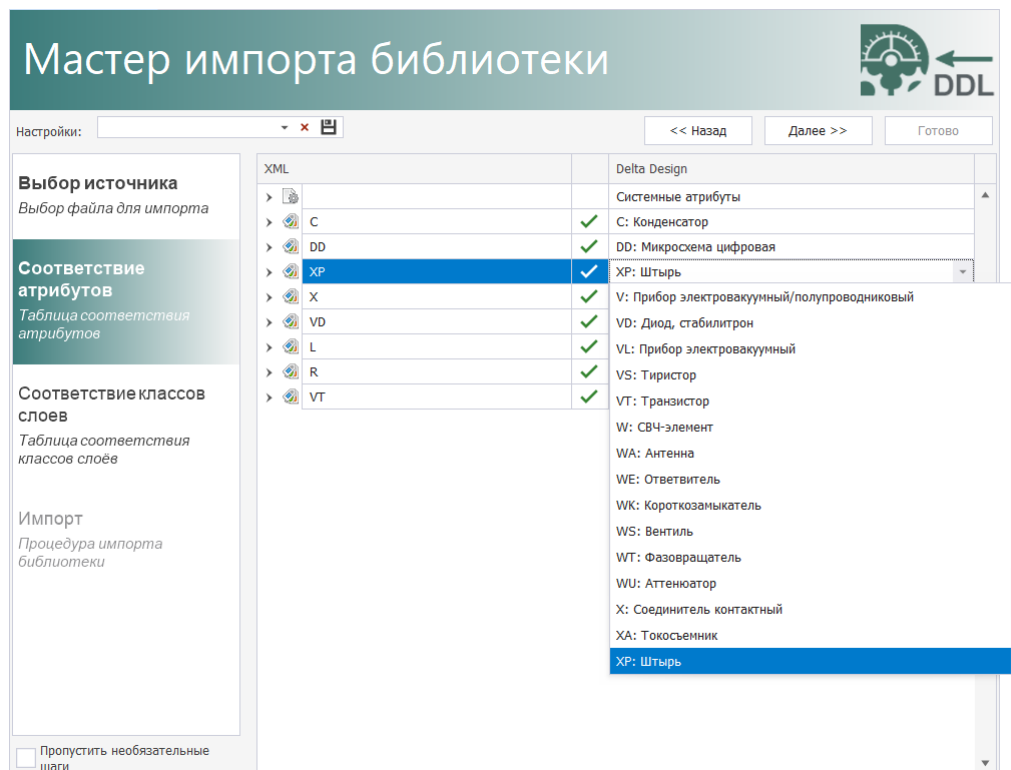 Мастер импорта библиотеки
DDL
Настройки:
<< Назад
Далее >>
Готово
Выбор источника
Выбор файла для импорта
Соответствие
атрибутов
Таблица соответствия
атрибутов
Соответствие классов
слоев
Таблица соответствия
классов слоёв
Импорт
Процедура импорта
библиотеки
Пропустить необязательные
шаги
XML
Delta Design
Системные атрибуты
C
C: Конденсатор
DD
DD: Микросхема цифровая
XP
XP: Штырь
X
VD
L
R
VT
V: Прибор электровакуумный/полупроводниковый
VD: Диод, стабилитрон
VL: Прибор электровакуумный
VS: Тиристор
VT: Транзистор
W: СВЧ-элемент
WA: Антенна
WE: Ответвитель
WK: Короткозамыкатель
WS: Вентиль
WT: Фазовращатель
WU: Аттенюатор
X: Соединитель контактный
XA: Токосъемник
XP: Штырь